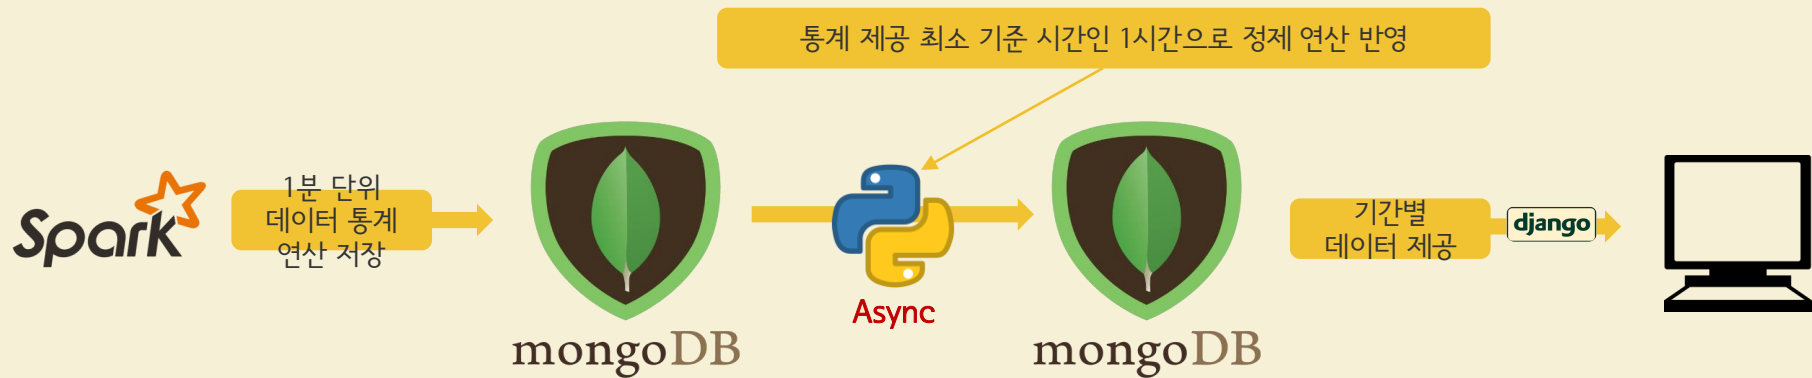 통계 제공 최소 기준 시간인 1시간으로 정제 연산 반영
Spark
1분 단위
데이터 통계
연산 저장
mongoDB
Async
mongoDB
기간별
데이터 제공
django